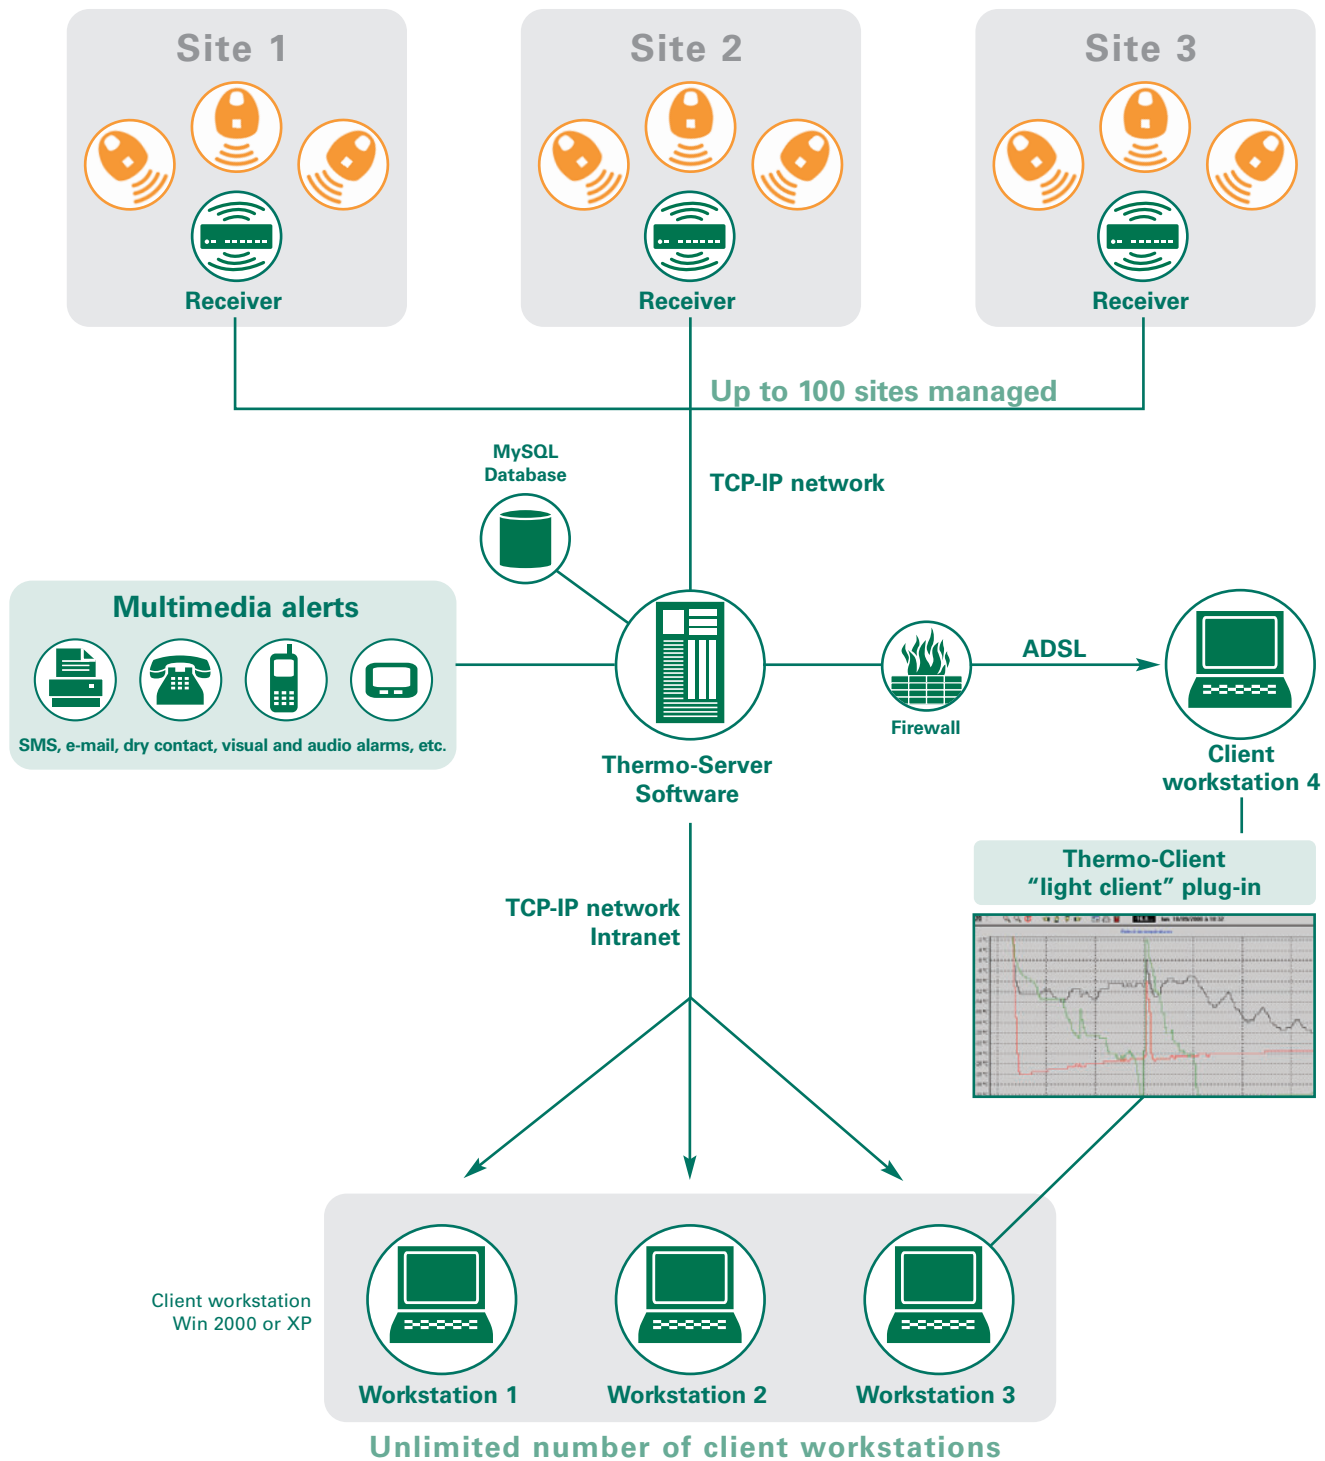 Site 1
Site 2
Site 3
Receiver
Receiver
Receiver
Up to 100 sites managed
MySQL
Database
TCP-IP network
Multimedia alerts
SMS, e-mail, dry contact, visual and audio alarms, etc.
Thermo-Server
Software
Firewall
ADSL
Client
workstation 4
Thermo-Client
“light client” plug-in
TCP-IP network
Intranet
Client workstation
Win 2000 or XP
Workstation 1
Workstation 2
Workstation 3
Unlimited number of client workstations